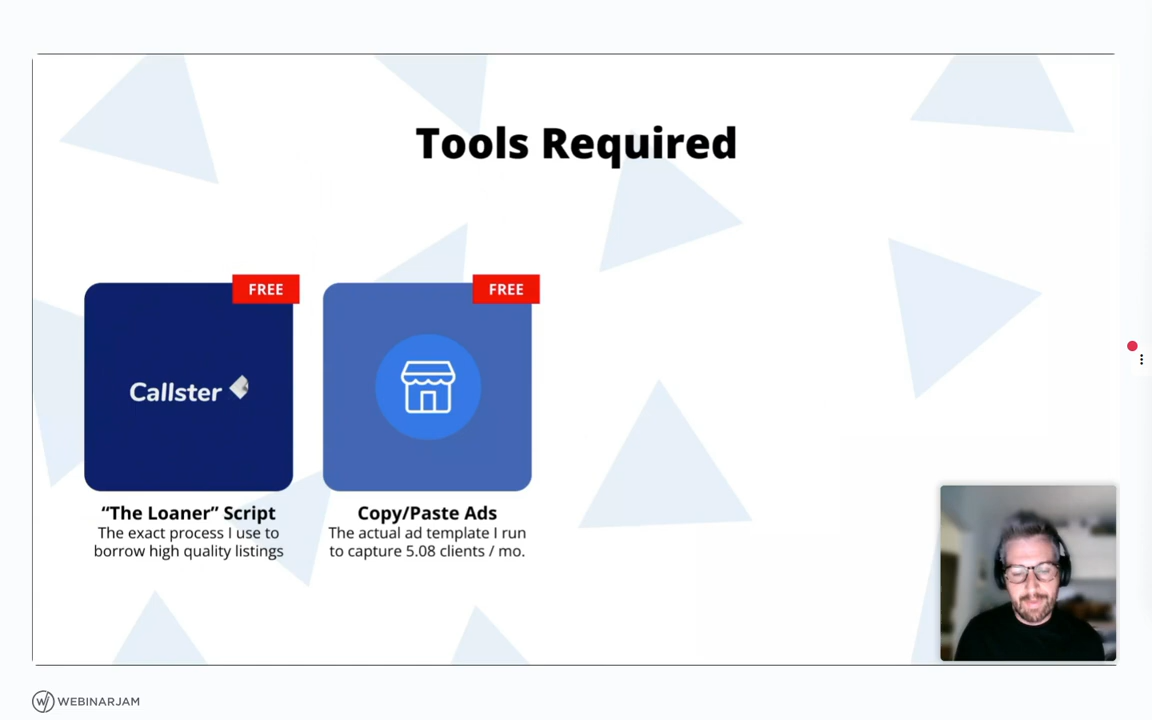 Tools Required
FREE
FREE
Callster
“The Loaner” Script
The exact process I use to
borrow high quality listings
Copy/Paste Ads
The actual ad template I run
to capture 5.08 clients / mo.
WEBINARJAM